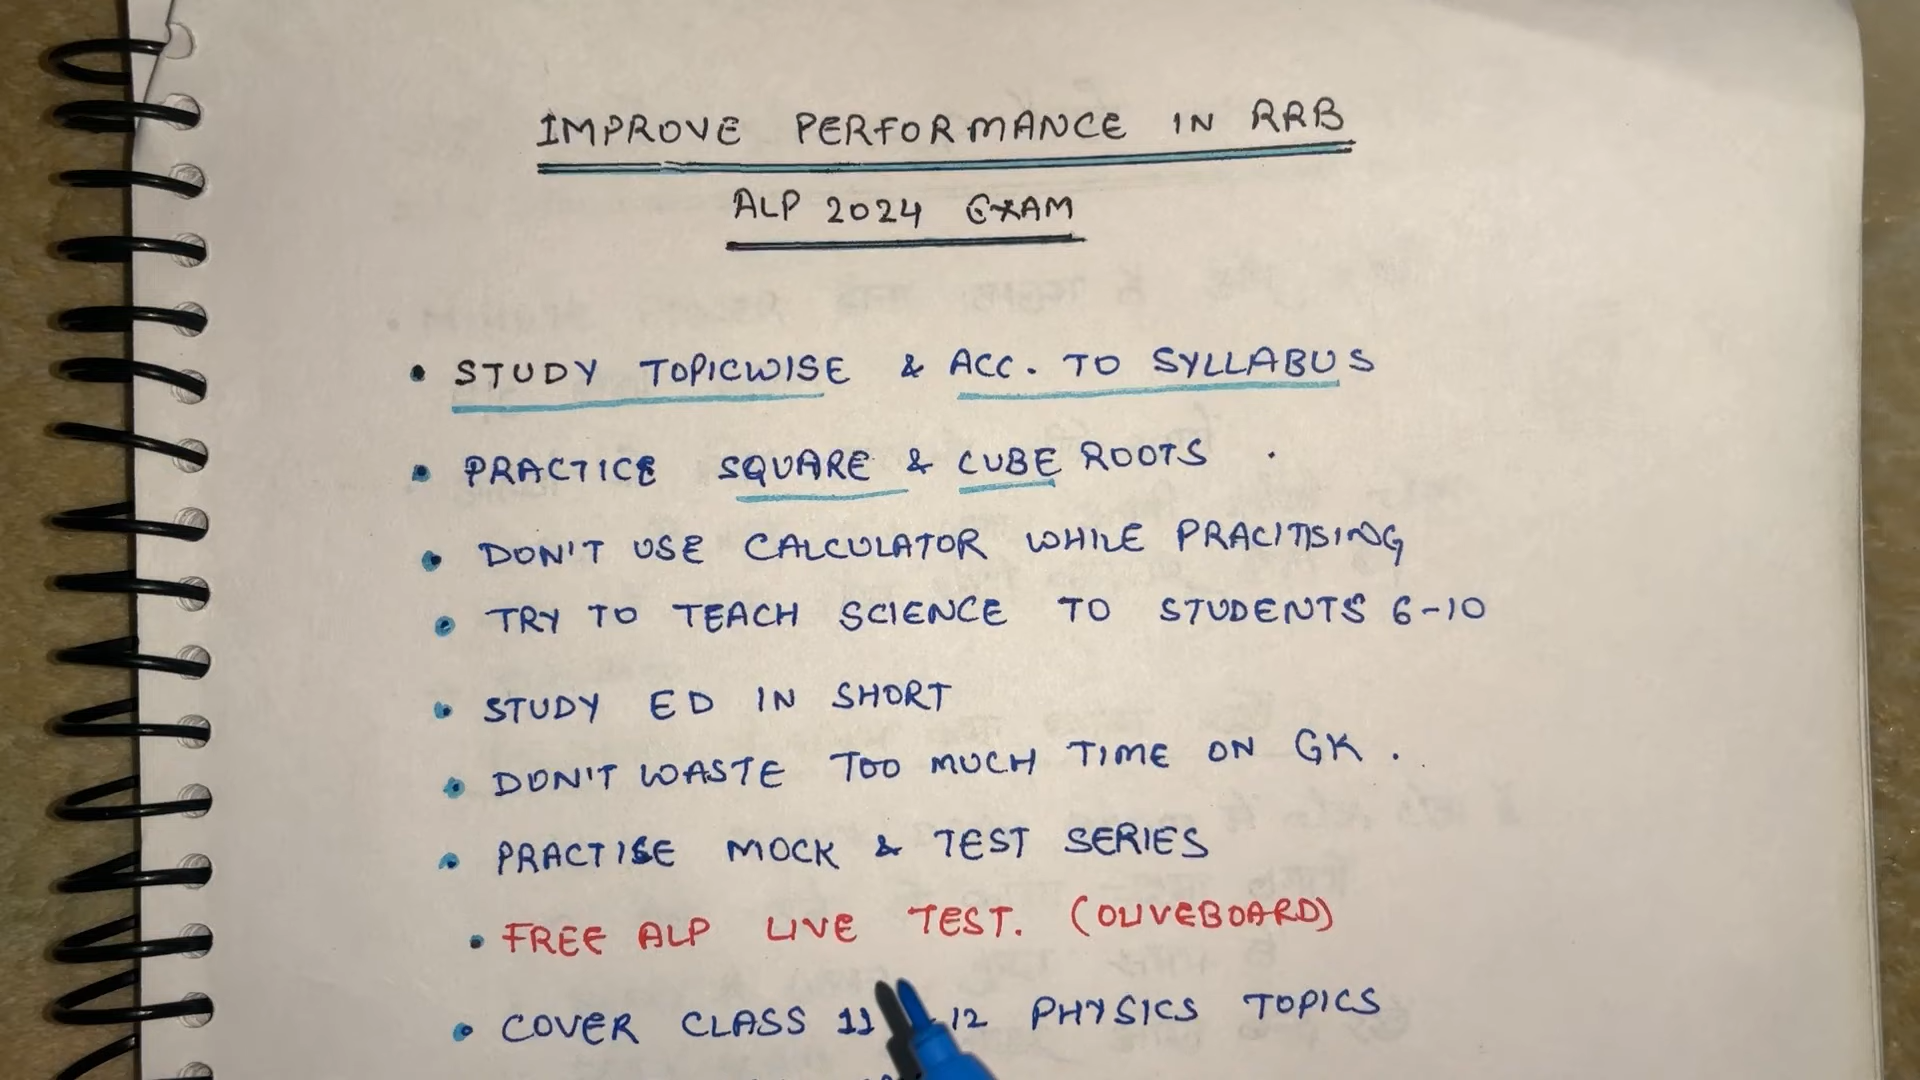 IMPROVE PERFORMANCE IN RRB
ALP 2024 EXAM
• STUDY TOPICWISE & ACC. TO SYLLABUS
• PRACTICE SQUARE & CUBE ROOTS .
• DON'T USE CALCULATOR WHILE PRACITISING
• TRY TO TEACH SCIENCE TO STUDENTS 6-10
• STUDY ED IN SHORT
• DON'T WASTE TOO MUCH TIME ON GK .
• PRACTISE MOCK & TEST SERIES
• FREE ALP LIVE TEST. (OLIVEBOARD)
• COVER CLASS 11 - 12 PHYSICS TOPICS